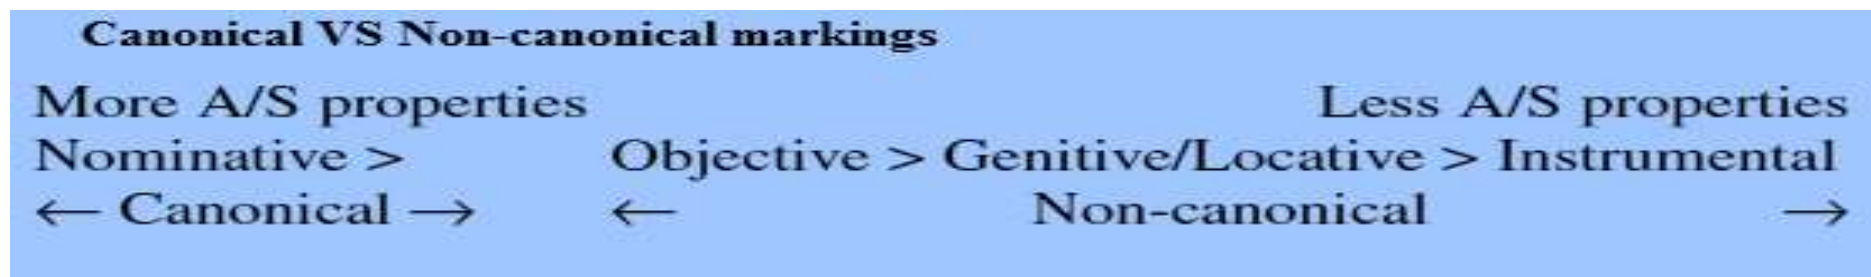 Canonical VS Non-canonical markings
More A/S properties Less A/S properties
Nominative > Objective > Genitive/Locative > Instrumental
← Canonical → ← Non-canonical →